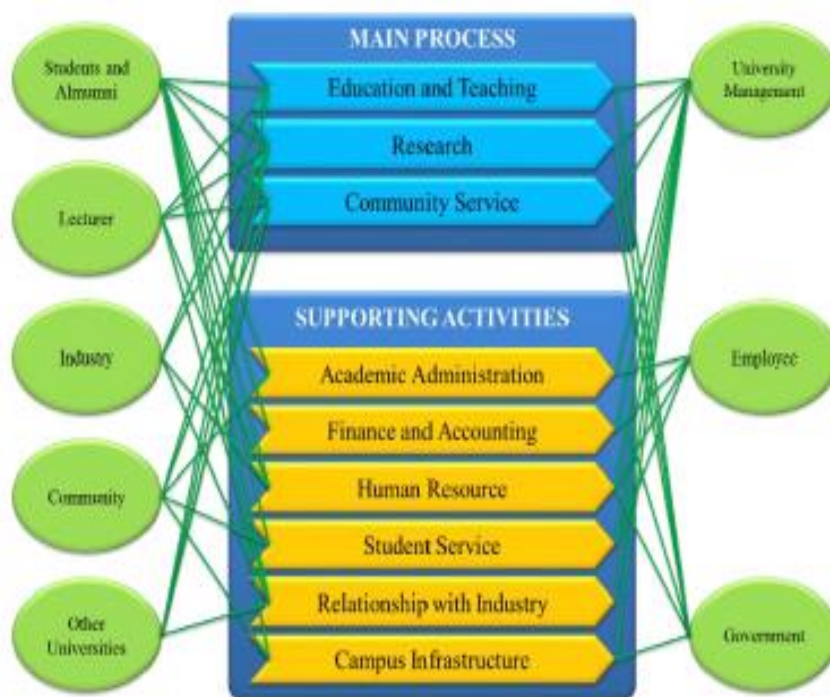 MAIN PROCESS
Education and Teaching
Research
Community Service
SUPPORTING ACTIVITIES
Academic Administration
Finance and Accounting
Human Resource
Student Service
Relationship with Industry
Campus Infrastructure
Students and
Almumni
Lecturer
Industry
Community
Other
Universities
University
Management
Employee
Government